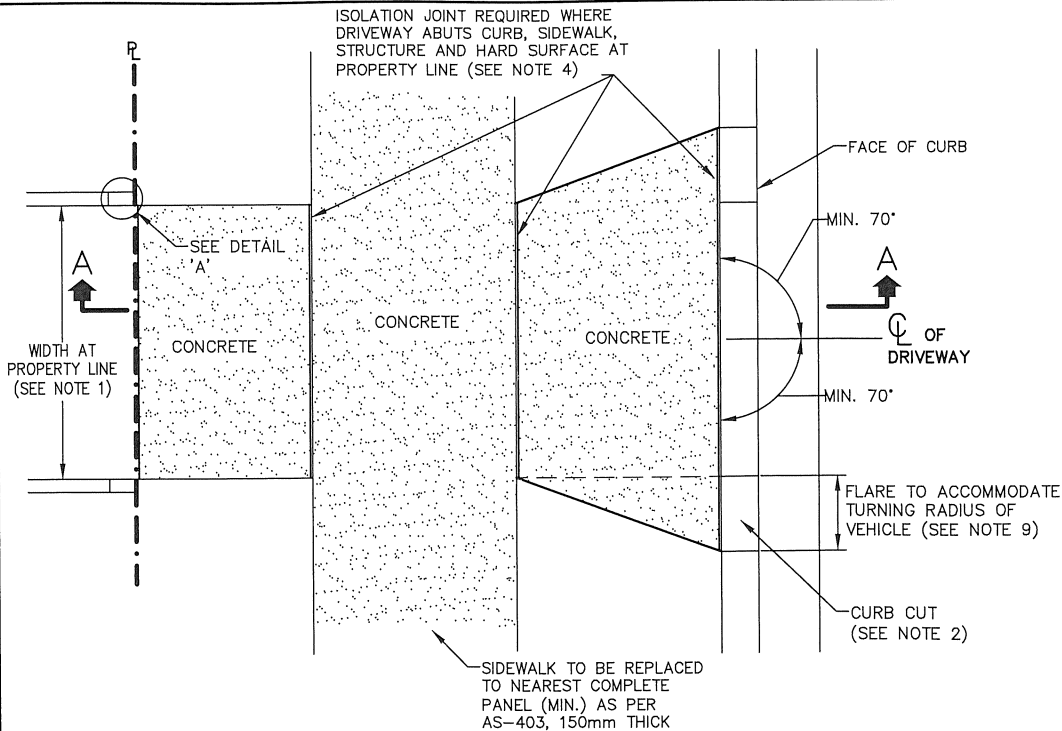 ISOLATION JOINT REQUIRED WHERE
DRIVEWAY ABUTS CURB, SIDEWALK,
STRUCTURE AND HARD SURFACE AT
PROPERTY LINE (SEE NOTE 4)
PL
FACE OF CURB
MIN. 70°
SEE DETAIL
'A'
A
A
CONCRETE
CONCRETE
CONCRETE
CL OF
DRIVEWAY
WIDTH AT
PROPERTY LINE
(SEE NOTE 1)
MIN. 70°
FLARE TO ACCOMMODATE
TURNING RADIUS OF
VEHICLE (SEE NOTE 9)
CURB CUT
(SEE NOTE 2)
SIDEWALK TO BE REPLACED
TO NEAREST COMPLETE
PANEL (MIN.) AS PER
AS-403, 150mm THICK